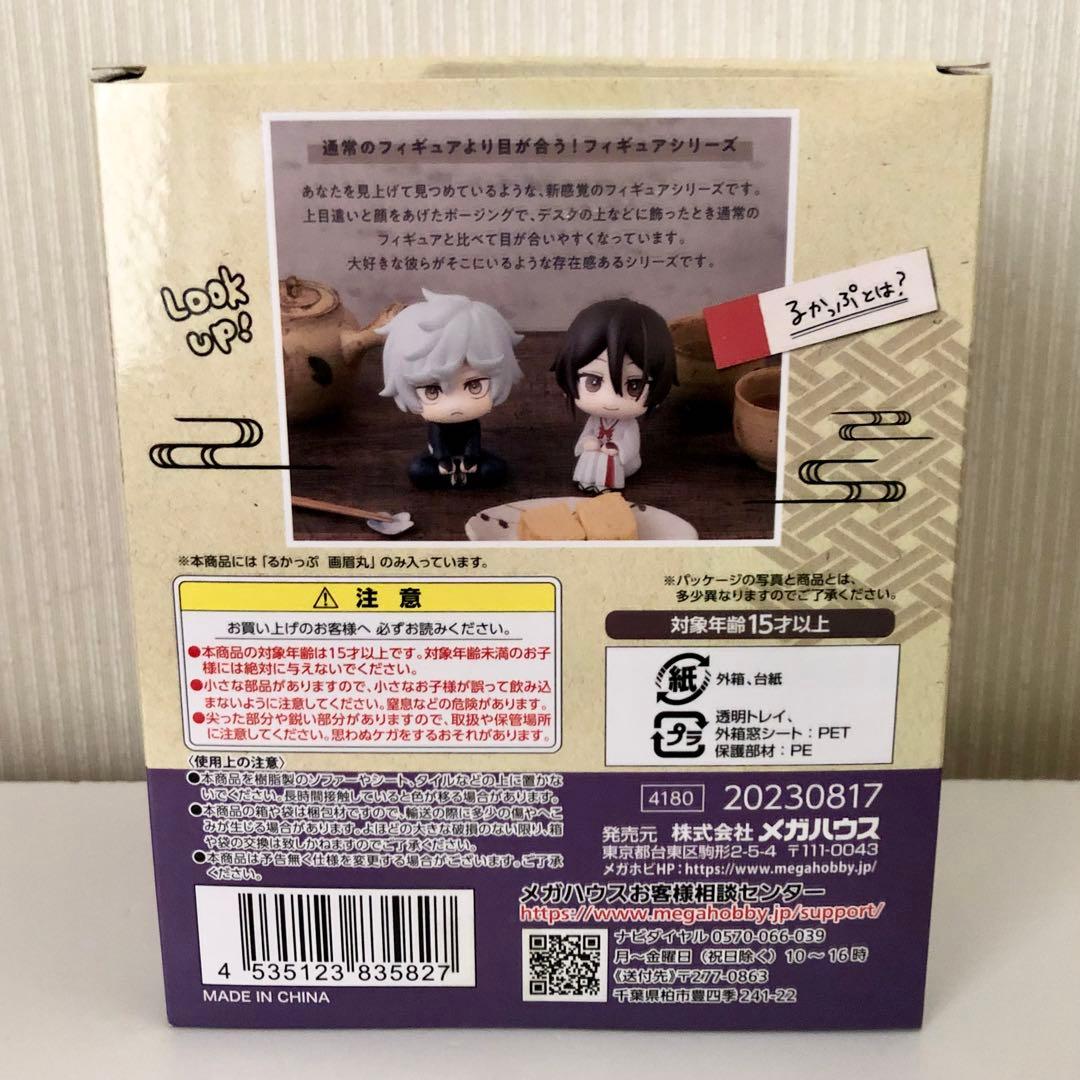 通常のフィギュアより目が合う！フィギュアシリーズ
あなたを見上げて見つめているような、新感覚のフィギュアシリーズです。
上目遣いと顔をあげたポージングで、デスクの上などに飾ったとき通常の
フィギュアと比べて目が合いやすくなっています。
大好きな彼らがそこにいるような存在感あるシリーズです。
Look
UP!
るかっぷとは？
※本商品には「るかっぷ 画眉丸」のみ入っています。
⚠ 注 意
お買い上げのお客様へ 必ずお読みください。
●本商品の対象年齢は15才以上です。対象年齢未満のお子
様には絶対に与えないでください。
●小さな部品がありますので、小さなお子様が誤って飲み込
まないように注意してください。窒息などの危険があります。
●尖った部分や鋭い部分がありますので、取扱や保管場所
に注意してください。思わぬケガをするおそれがあります。
〈使用上の注意〉
●本商品を樹脂製のソファーやシート、タイルなどの上に置かな
いでください。長時間接触していると色が移る場合があります。
●本商品の箱や袋は梱包材ですので、輸送の際に多少の傷やへこ
みが生じる場合があります。よほどの大きな破損のない限り、箱
や袋の交換は致しかねますのでご了承ください。
●本商品は予告無く仕様を変更する場合がございます。ご了承
ください。
4 535123 835827
MADE IN CHINA
※パッケージの写真と商品とは、
多少異なりますのでご了承ください。
対象年齢15才以上
紙 外箱、台紙
プラ 透明トレイ、
外箱窓シート：PET
保護部材：PE
4180 20230817
発売元 株式会社 メガハウス
東京都台東区駒形2-5-4 〒111-0043
メガホビHP：https://www.megahobby.jp/
メガハウスお客様相談センター
https://www.megahobby.jp/support/
ナビダイヤル 0570-066-039
月～金曜日（祝日除く）10～16時
〈送付先〉〒277-0863
千葉県柏市豊四季241-22